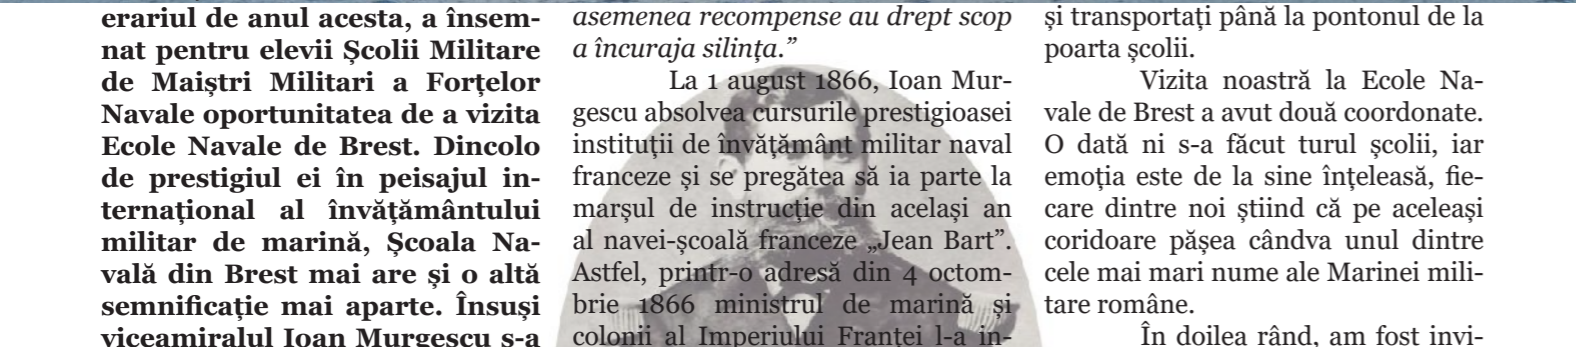 erariul de anul acesta, a însem-
nat pentru elevii Școlii Militare
de Maiștri Militari a Forțelor
Navale oportunitatea de a vizita
Ecole Navale de Brest. Dincolo
de prestigiul ei în peisajul in-
ternațional al învățământului
militar de marină, Școala Na-
vală din Brest mai are și o altă
semnificație mai aparte. Însuși
viceamiralul Ioan Murgescu s-a
asemenea recompense au drept scop
a încuraja silința.”
La 1 august 1866, Ioan Mur-
gescu absolvea cursurile prestigioasei
instituții de învățământ militar naval
franceze și se pregătea să ia parte la
marșul de instrucție din același an
al navei-școală franceze „Jean Bart”.
Astfel, printr-o adresă din 4 octom-
brie 1866 ministrul de marină și
colonii al Imperiului Franței l-a in-
și transportați până la pontonul de la
poarta școlii.
Vizita noastră la Ecole Na-
vale de Brest a avut două coordonate.
O dată ni s-a făcut turul școlii, iar
emoția este de la sine înțeleasă, fie-
care dintre noi știind că pe aceleași
coridoare pășea cândva unul dintre
cele mai mari nume ale Marinei mili-
tare române.
În doilea rând, am fost invi-